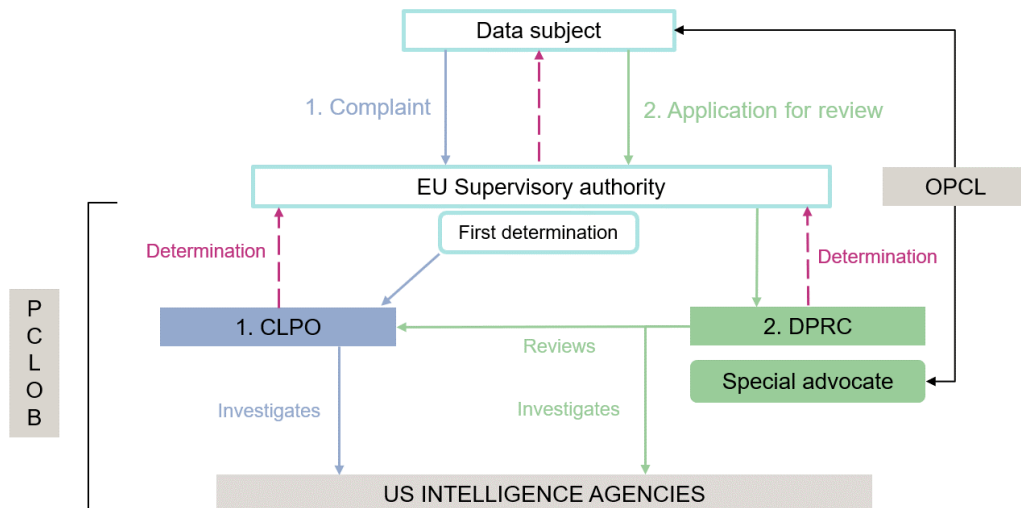 Data subject
1. Complaint
2. Application for review
EU Supervisory authority
OPCL
First determination
Determination
Determination
P
C
L
O
B
1. CLPO
2. DPRC
Reviews
Special advocate
Investigates
Investigates
US INTELLIGENCE AGENCIES